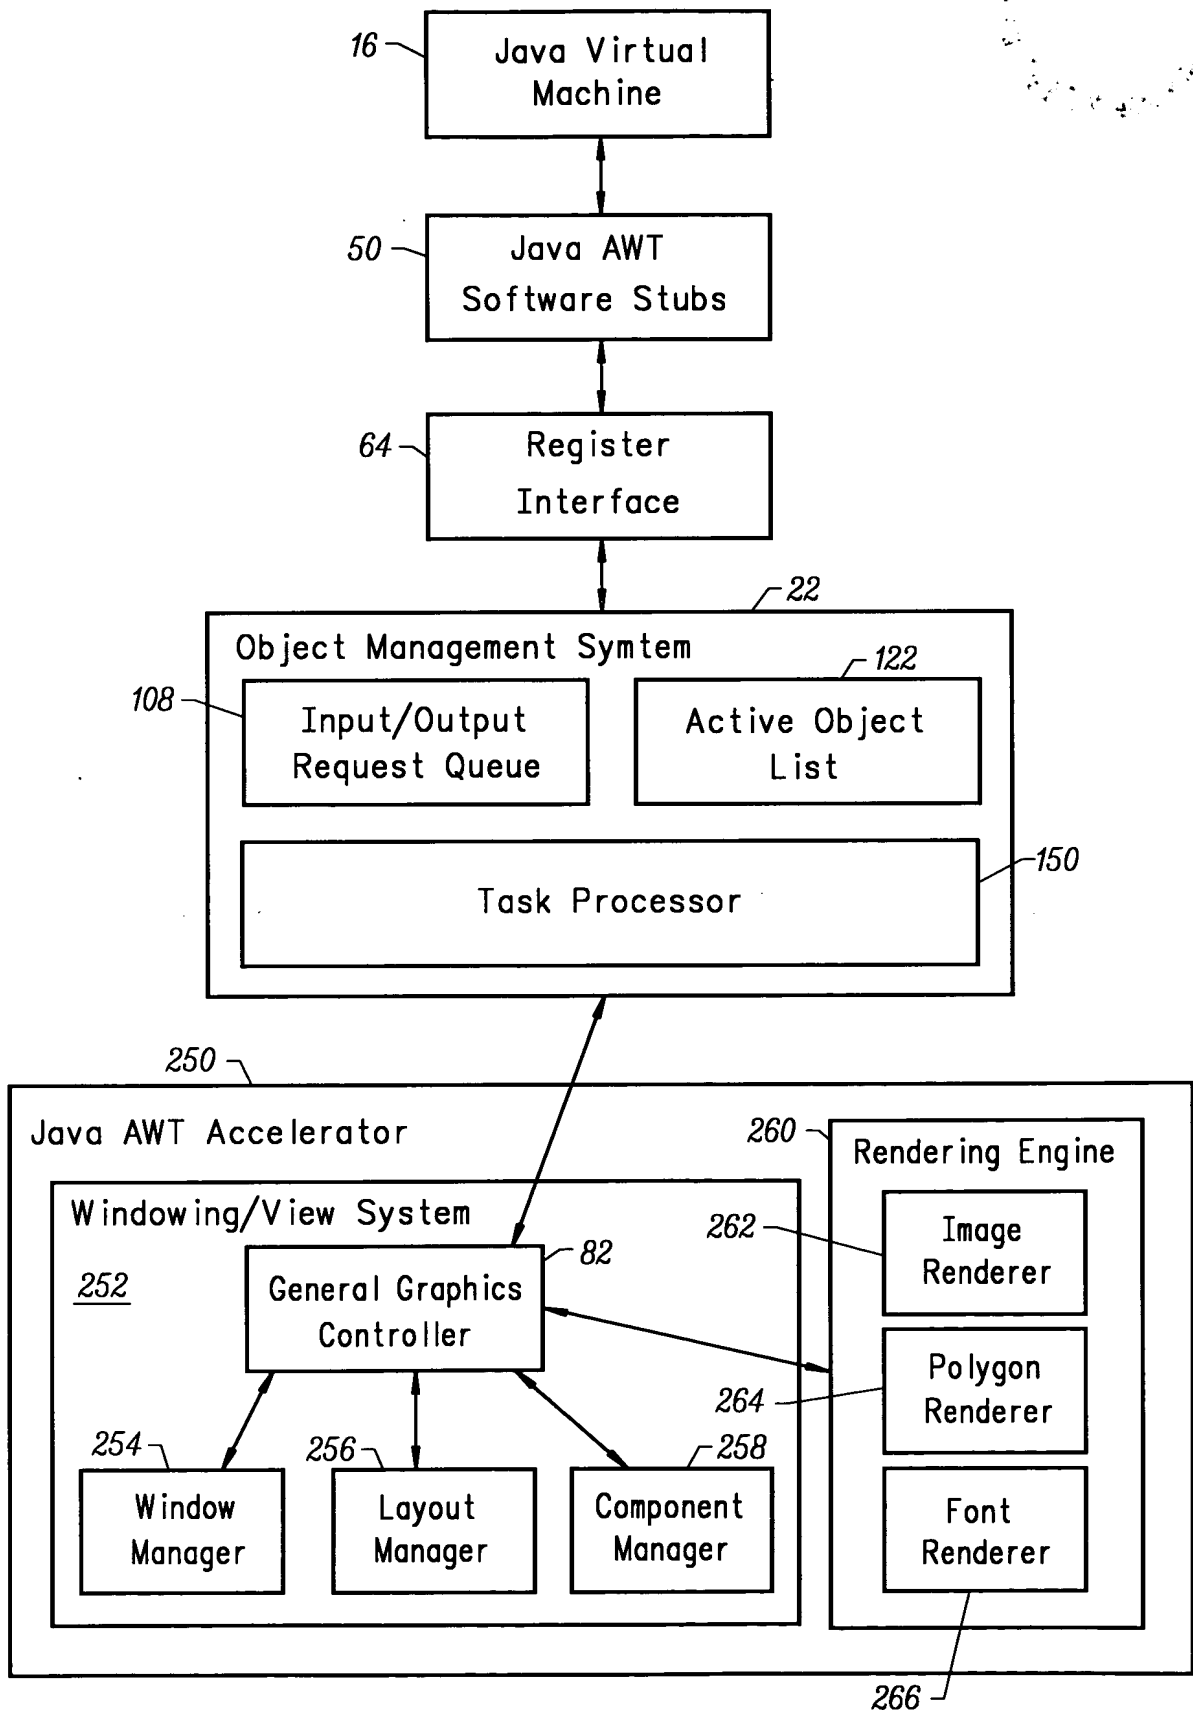 16
Java Virtual
Machine
50
Java AWT
Software Stubs
64
Register
Interface
22
Object Management Symtem
108
Input/Output
Request Queue
122
Active Object
List
150
Task Processor
250
Java AWT Accelerator
Windowing/View System
252
82
General Graphics
Controller
254
Window
Manager
256
Layout
Manager
258
Component
Manager
260
Rendering Engine
262
Image
Renderer
264
Polygon
Renderer
Font
Renderer
266